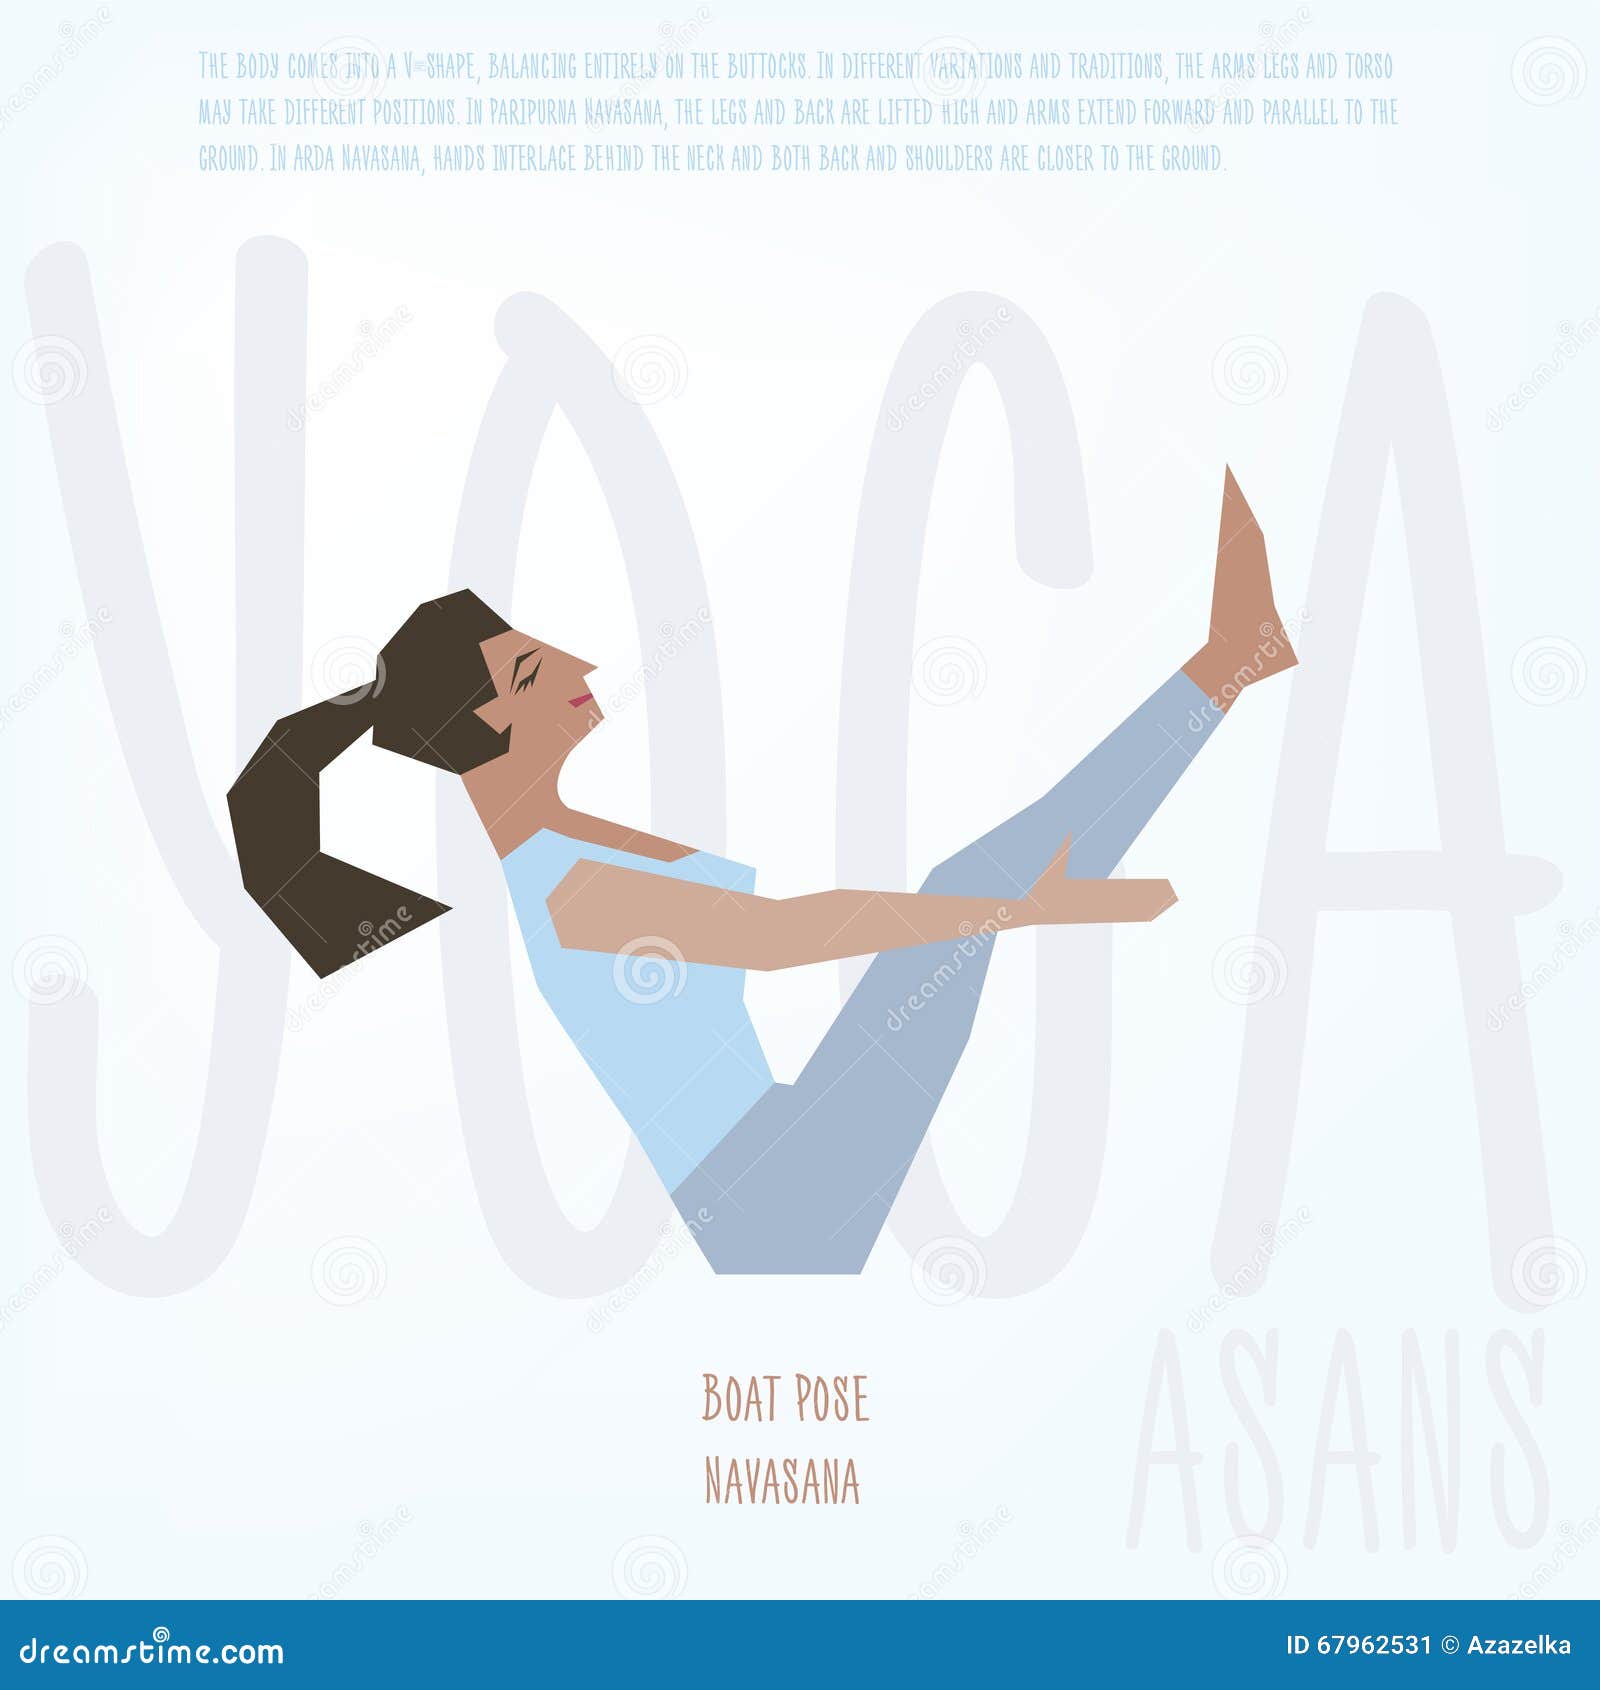 The body comes into a V-shape, balancing entirely on the buttocks. In different variations and traditions, the arms legs and torso
may take different positions. In Paripurna Navasana, the legs and back are lifted high and arms extend forward and parallel to the
ground. In Arda Navasana, hands interlace behind the neck and both back and shoulders are closer to the ground.
YOGA
ASANS
Boat Pose
Navasana
dreamstime.com
ID 67962531 © Azazelka